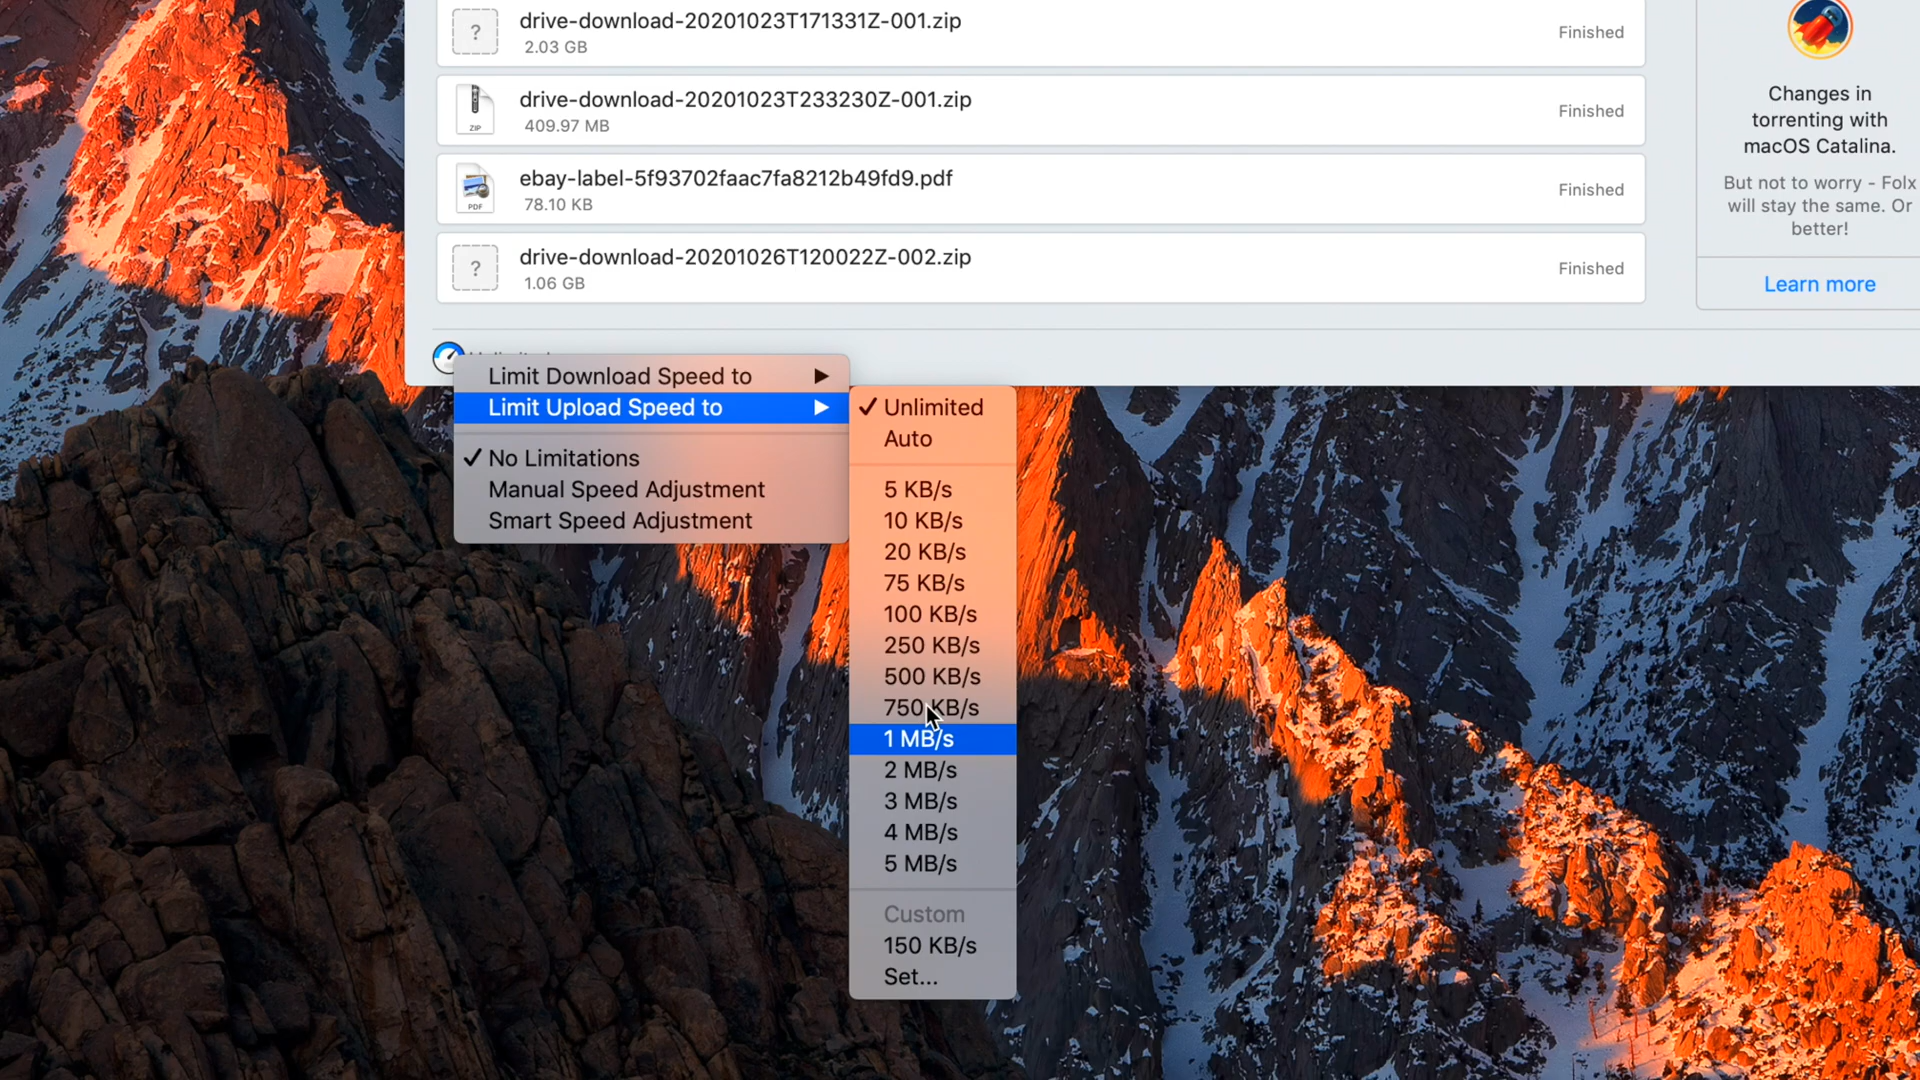 drive-download-20201023T171331Z-001.zip
2.03 GB
Finished
drive-download-20201023T233230Z-001.zip
409.97 MB
Finished
ZIP
ebay-label-5f93702faac7fa8212b49fd9.pdf
78.10 KB
Finished
PDF
drive-download-20201026T120022Z-002.zip
1.06 GB
Finished
Changes in
torrenting with
macOS Catalina.
But not to worry - Folx
will stay the same. Or
better!
Learn more
Limit Download Speed to
Limit Upload Speed to
No Limitations
Manual Speed Adjustment
Smart Speed Adjustment
Unlimited
Auto
5 KB/s
10 KB/s
20 KB/s
75 KB/s
100 KB/s
250 KB/s
500 KB/s
750 KB/s
1 MB/s
2 MB/s
3 MB/s
4 MB/s
5 MB/s
Custom
150 KB/s
Set...